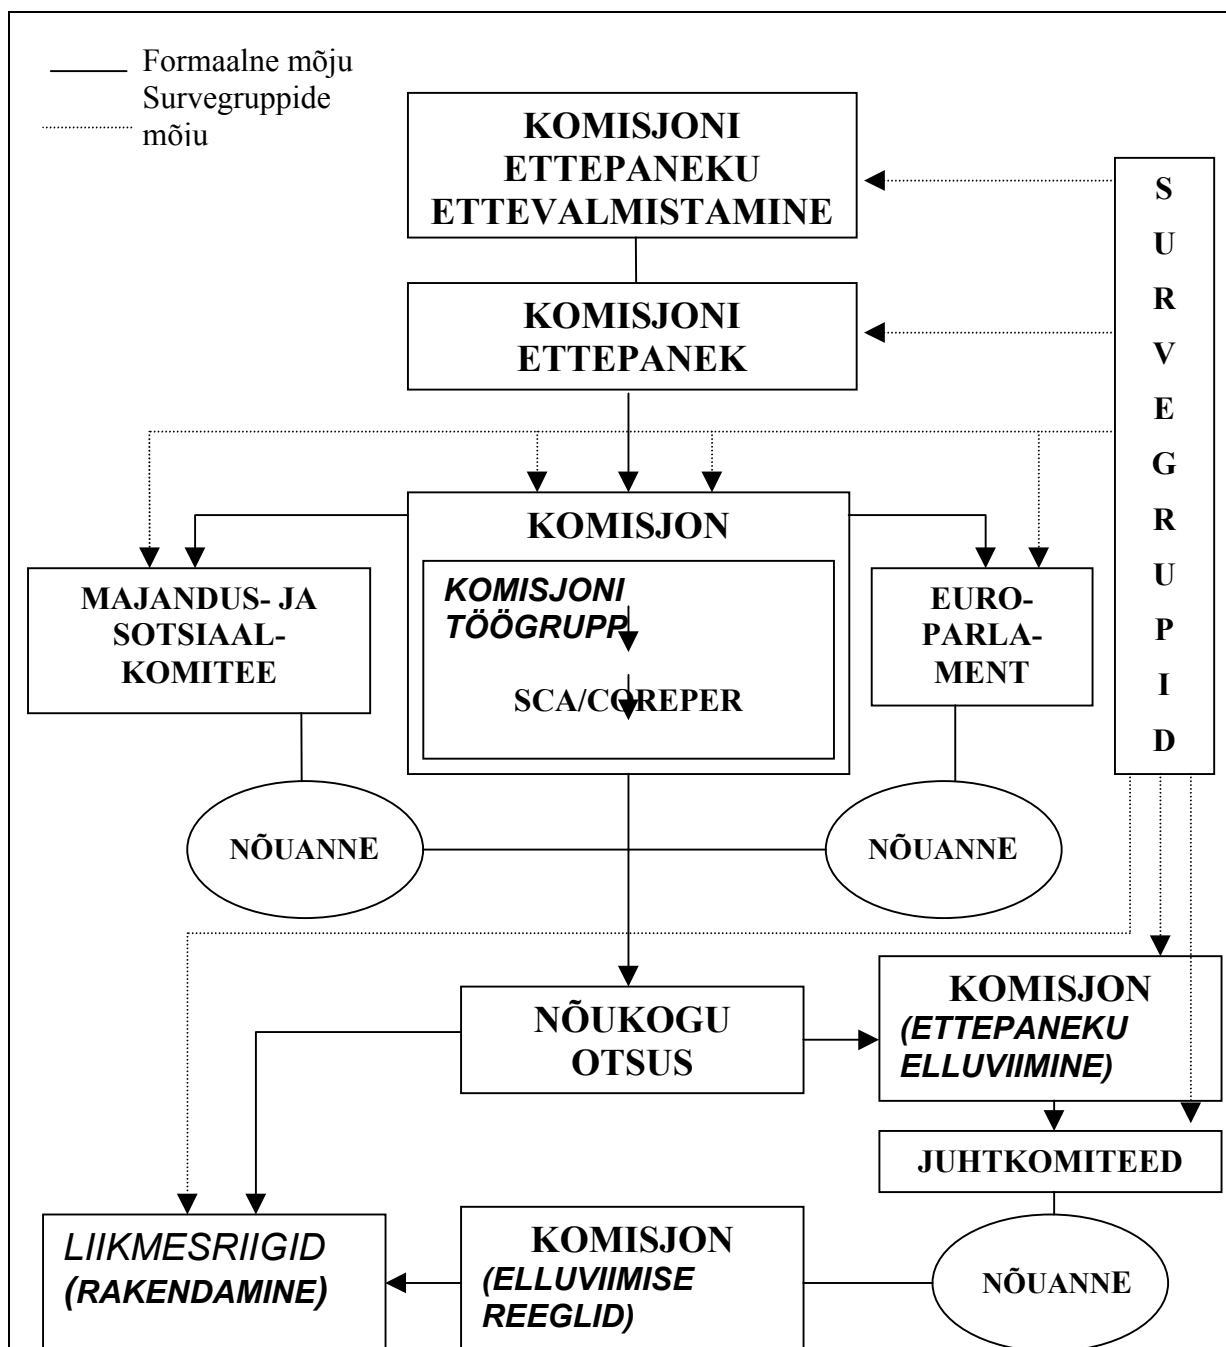 Formaalne mõju
Survegruppide
mõju
KOMISJONI
ETTEPANEKU
ETTEVALMISTAMINE
KOMISJONI
ETTEPANEK
S
U
R
V
E
G
R
U
P
I
D
KOMISJON
KOMISJONI
TÖÖGRUPP
SCA/COREPER
MAJANDUS- JA
SOTSIAAL-
KOMITEE
EURO-
PARLA-
MENT
NÕUANNE
NÕUANNE
NÕUKOGU
OTSUS
KOMISJON
(ETTEPANEKU
ELLUVIIMINE)
JUHTKOMITEED
LIIKMESRIIGID
(RAKENDAMINE)
KOMISJON
(ELLUVIIMISE
REEGLID)
NÕUANNE